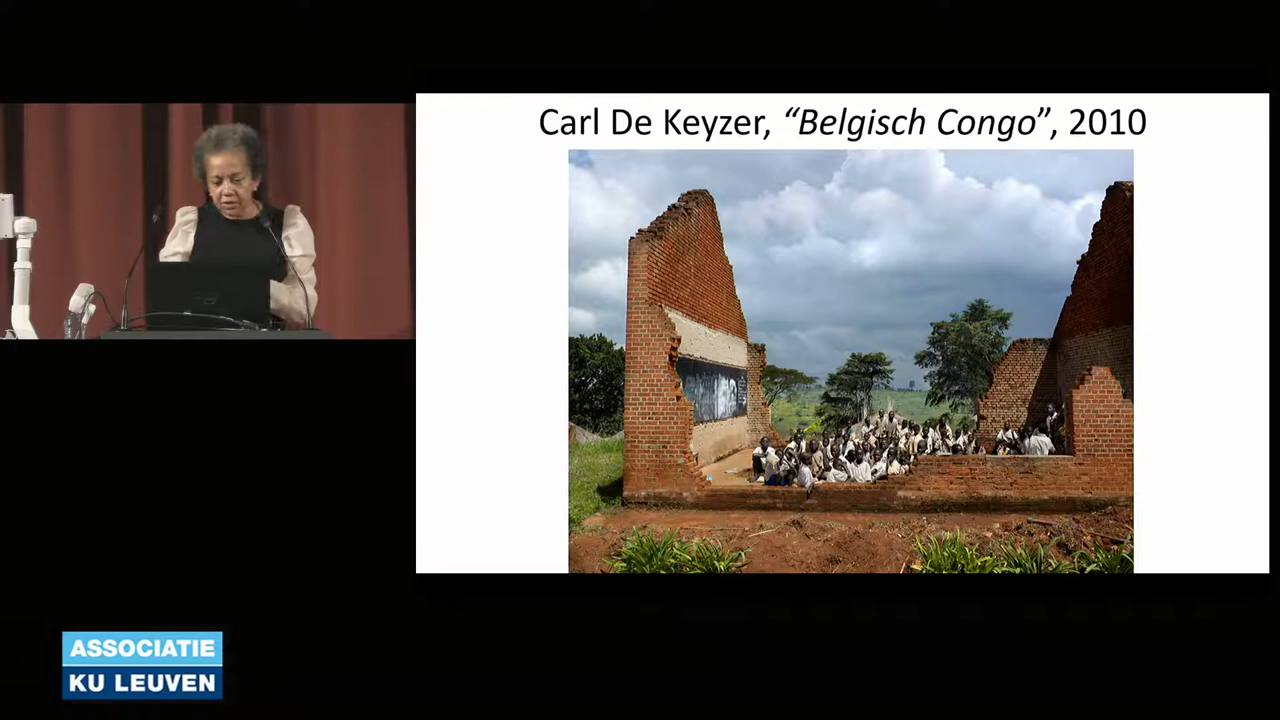 Carl De Keyzer, “Belgisch Congo”, 2010
ASSOCIATIE
KU LEUVEN